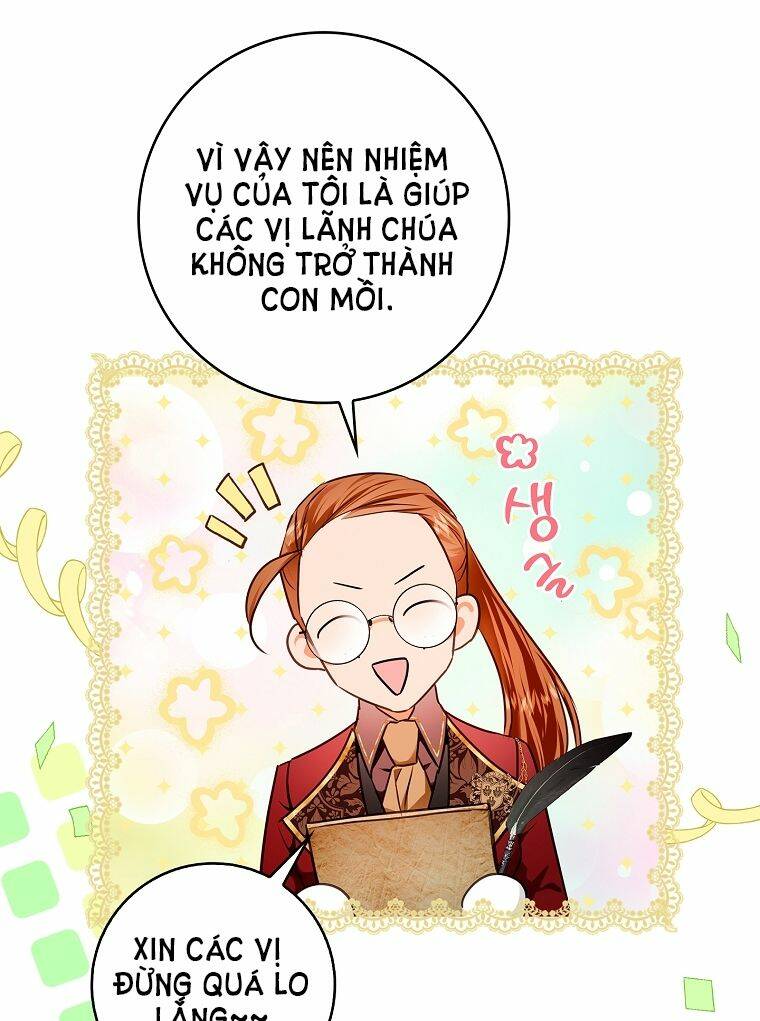 VÌ VẬY NÊN NHIỆM
VỤ CỦA TÔI LÀ GIÚP
CÁC VỊ LÃNH CHÚA
KHÔNG TRỞ THÀNH
CON MỒI.
생긋
XIN CÁC VỊ
ĐỪNG QUÁ LO
LẮNG~~